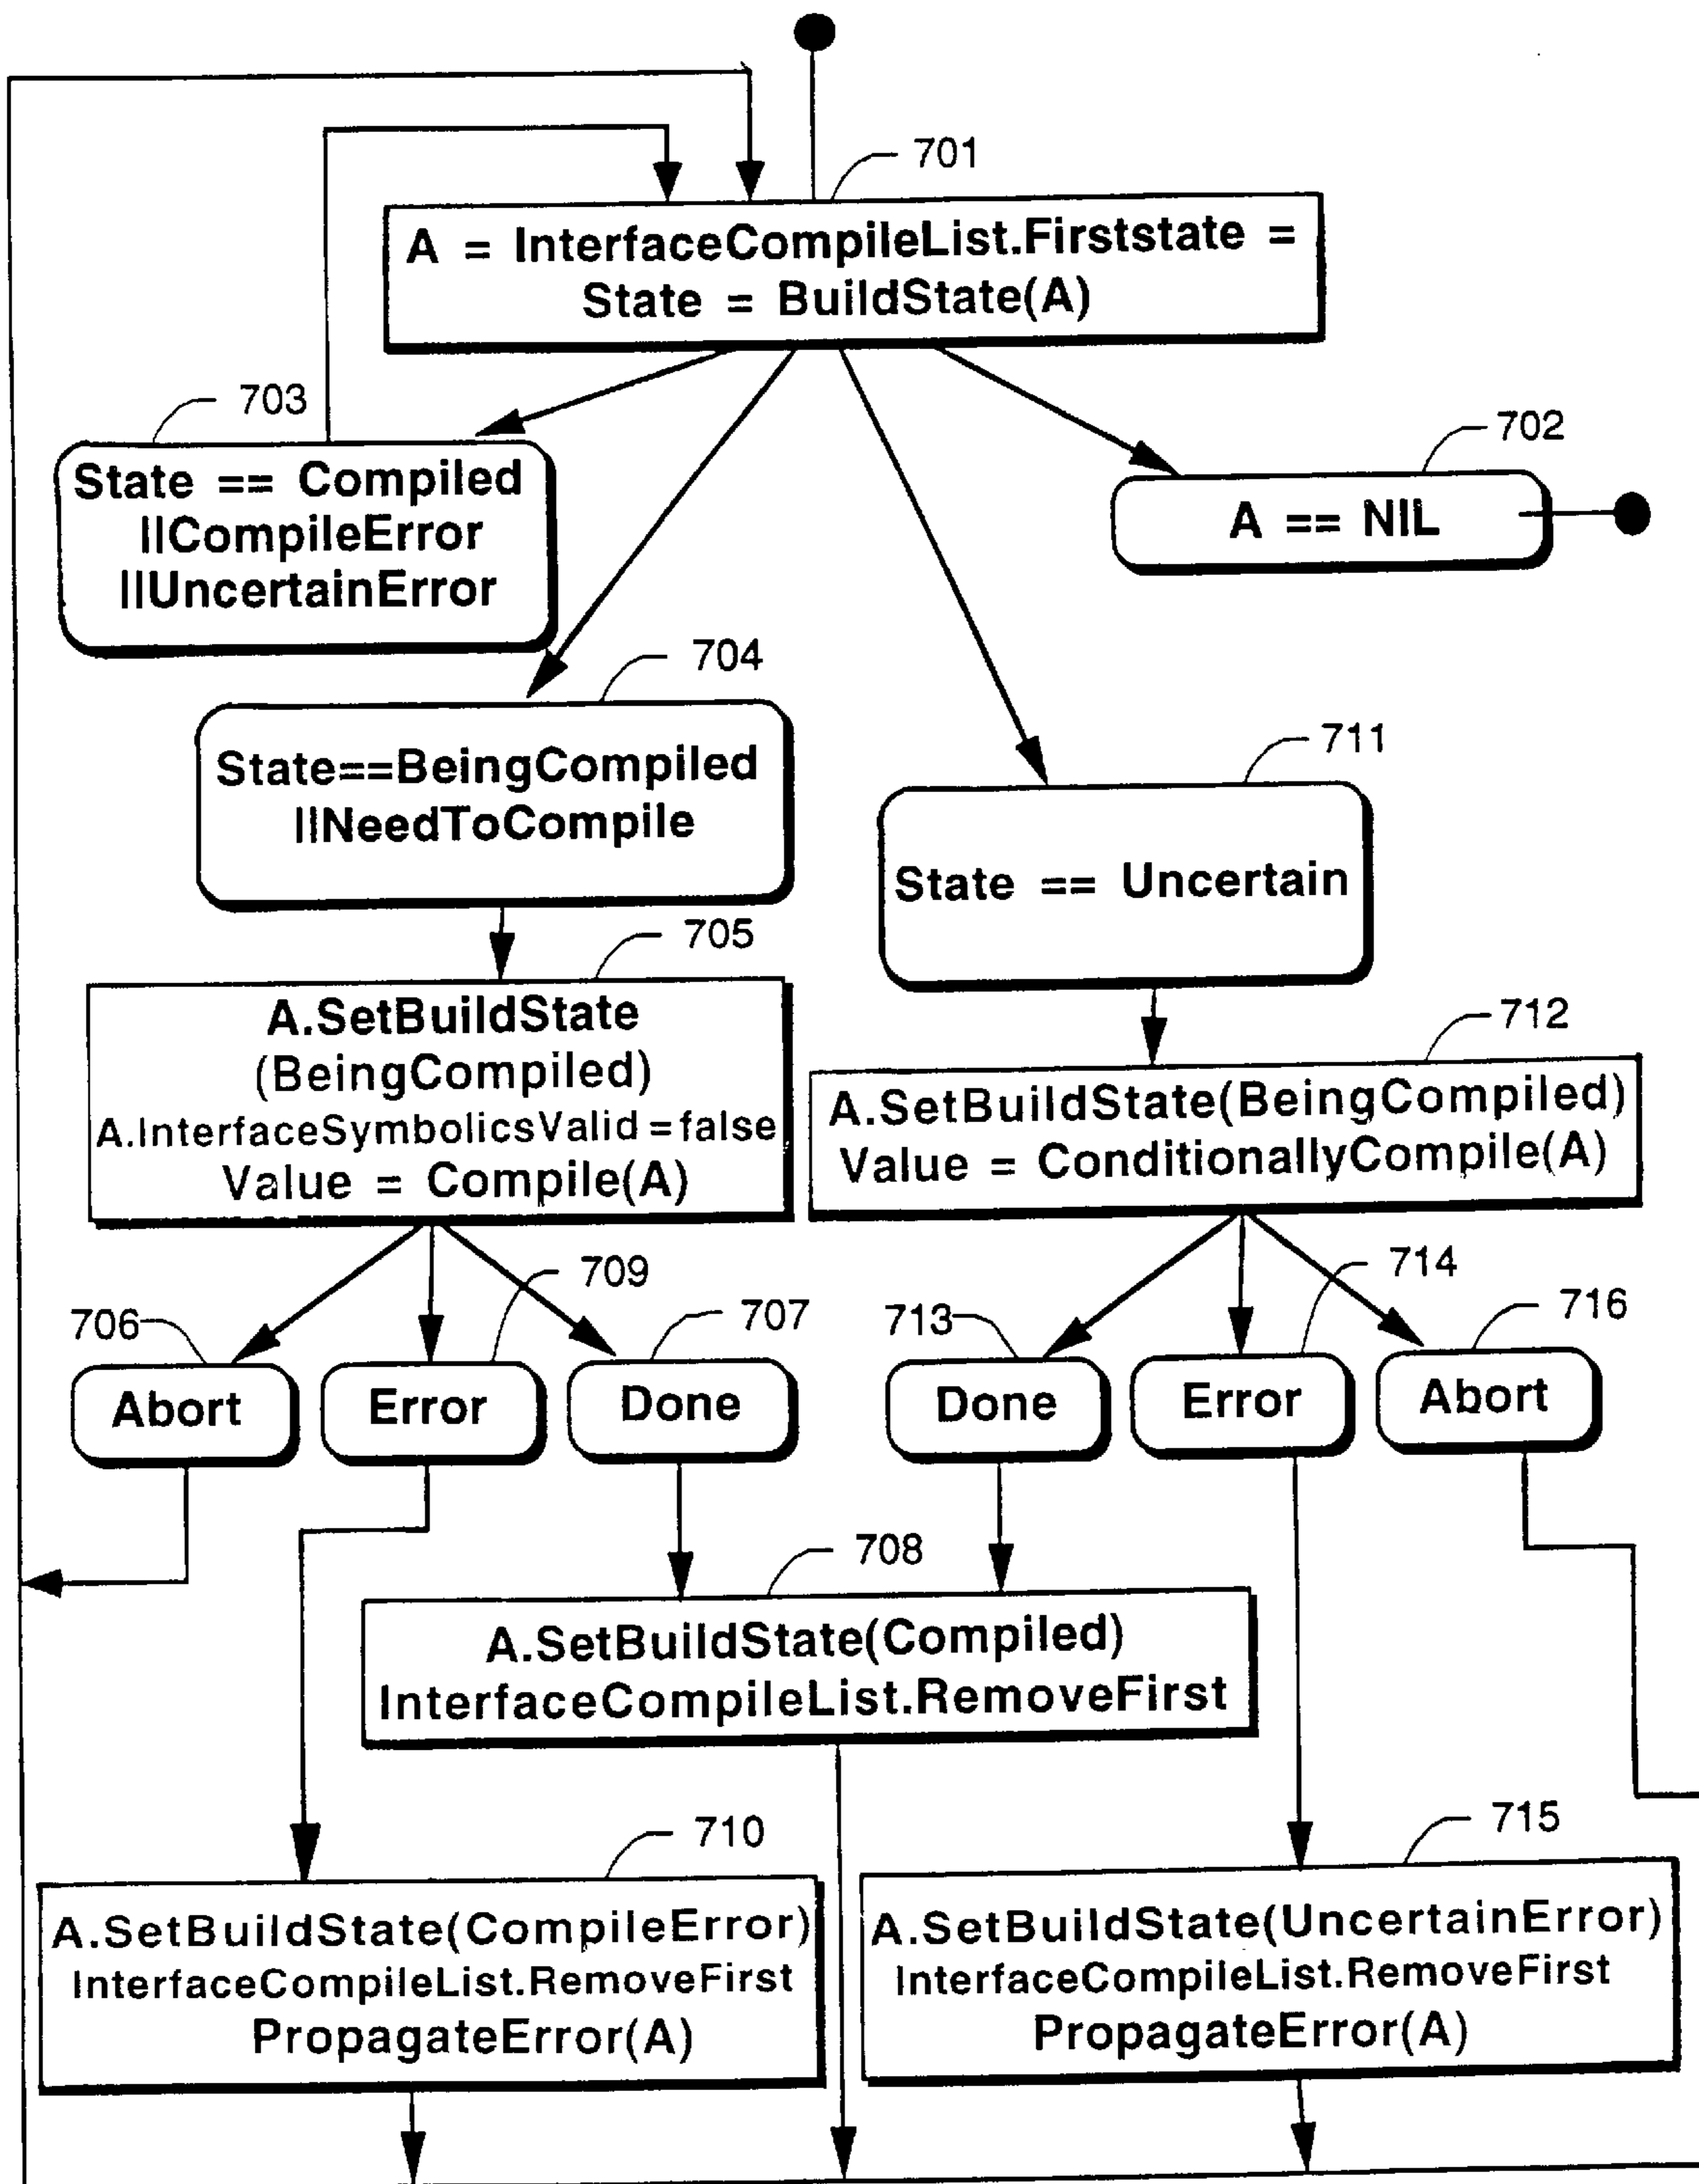 701
A = InterfaceCompileList.Firststate =
State = BuildState(A)
703
State == Compiled
||CompileError
||UncertainError
702
A == NIL
704
State==BeingCompiled
||NeedToCompile
711
State == Uncertain
705
A.SetBuildState
(BeingCompiled)
A.InterfaceSymbolicsValid=false
Value = Compile(A)
712
A.SetBuildState(BeingCompiled)
Value = ConditionallyCompile(A)
706
Abort
709
Error
707
Done
713
Done
714
Error
716
Abort
708
A.SetBuildState(Compiled)
InterfaceCompileList.RemoveFirst
710
A.SetBuildState(CompileError)
InterfaceCompileList.RemoveFirst
PropagateError(A)
715
A.SetBuildState(UncertainError)
InterfaceCompileList.RemoveFirst
PropagateError(A)